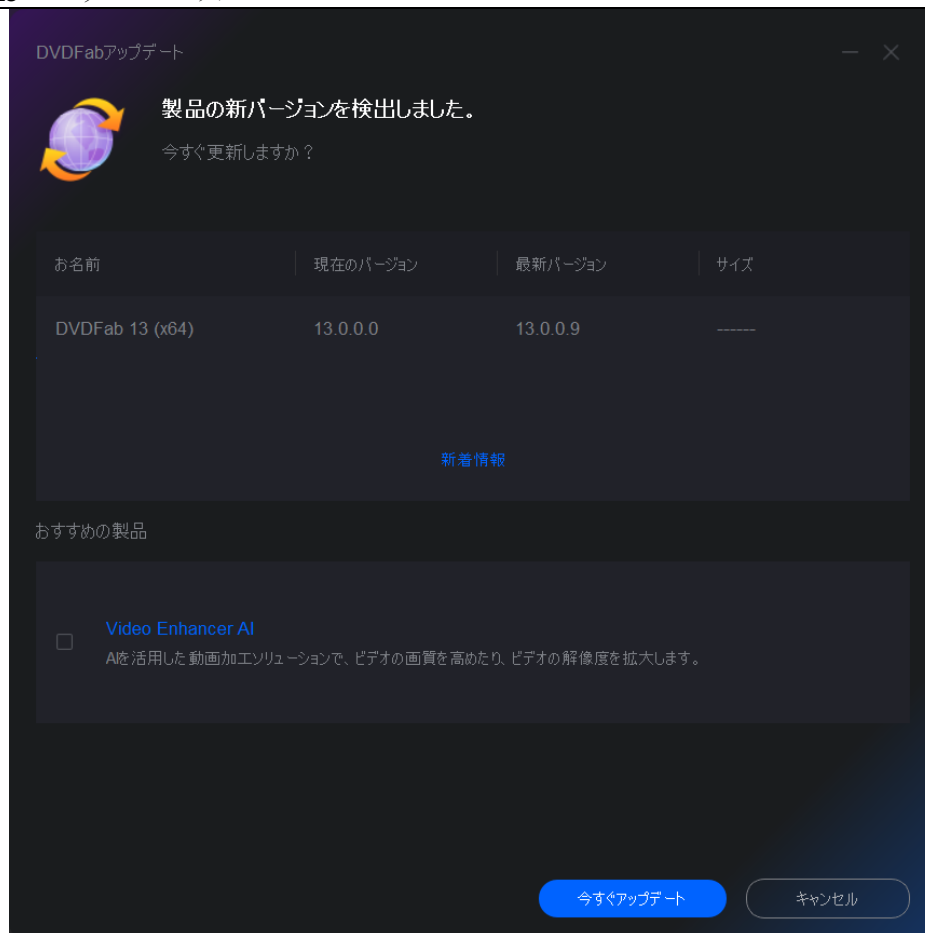 DVDFabアップデート
製品の新バージョンを検出しました。
今すぐ更新しますか？
お名前 現在のバージョン 最新バージョン サイズ
DVDFab 13 (x64) 13.0.0.0 13.0.0.9 ------
新着情報
おすすめの製品
Video Enhancer AI
AIを活用した動画加工ソリューションで、ビデオの画質を高めたり、ビデオの解像度を拡大します。
今すぐアップデート キャンセル